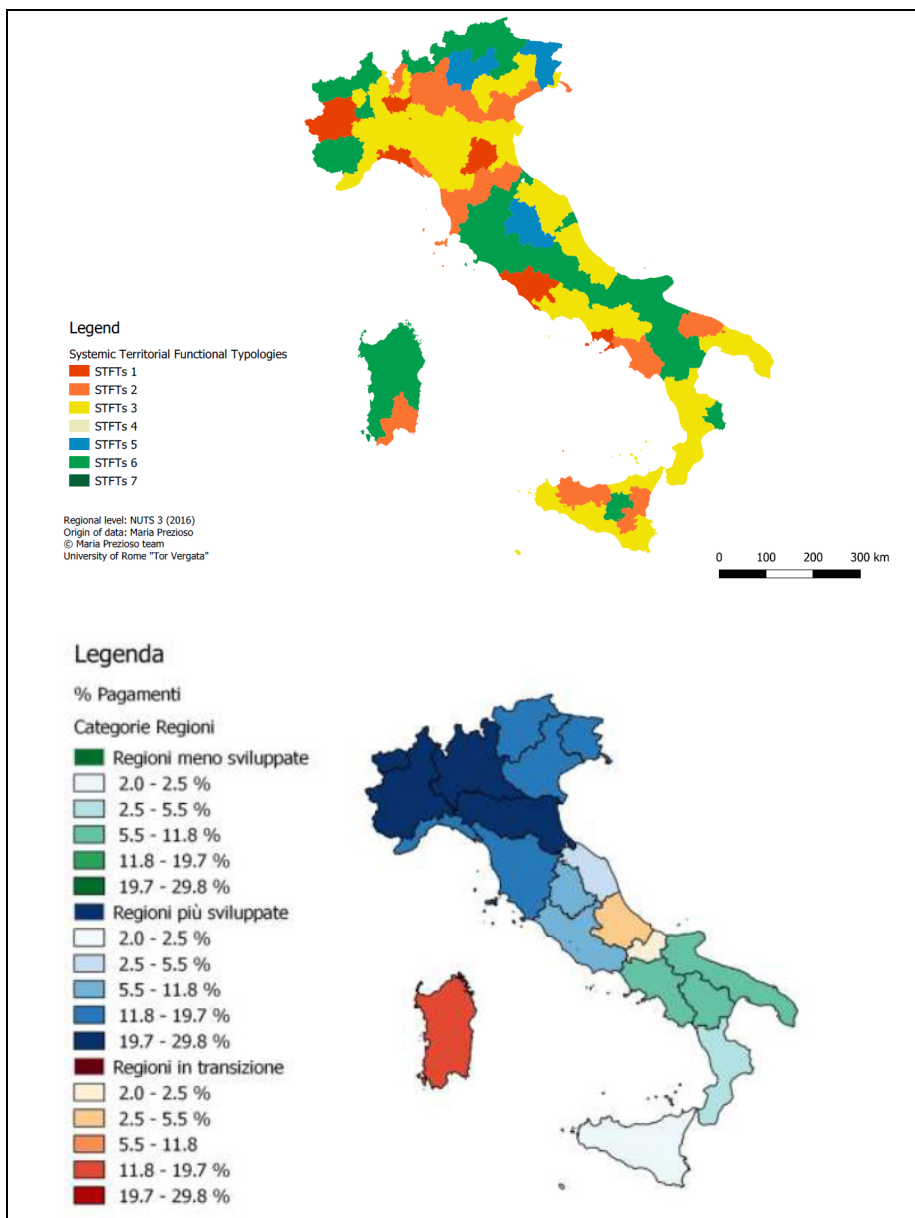 Legend
Systemic Territorial Functional Typologies
STFTs 1
STFTs 2
STFTs 3
STFTs 4
STFTs 5
STFTs 6
STFTs 7
Regional level: NUTS 3 (2016)
Origin of data: Maria Prezioso
© Maria Prezioso team
University of Rome "Tor Vergata"
0 100 200 300 km
Legenda
% Pagamenti
Categorie Regioni
Regioni meno sviluppate
2.0 - 2.5 %
2.5 - 5.5 %
5.5 - 11.8 %
11.8 - 19.7 %
19.7 - 29.8 %
Regioni più sviluppate
2.0 - 2.5 %
2.5 - 5.5 %
5.5 - 11.8 %
11.8 - 19.7 %
19.7 - 29.8 %
Regioni in transizione
2.0 - 2.5 %
2.5 - 5.5 %
5.5 - 11.8
11.8 - 19.7 %
19.7 - 29.8 %